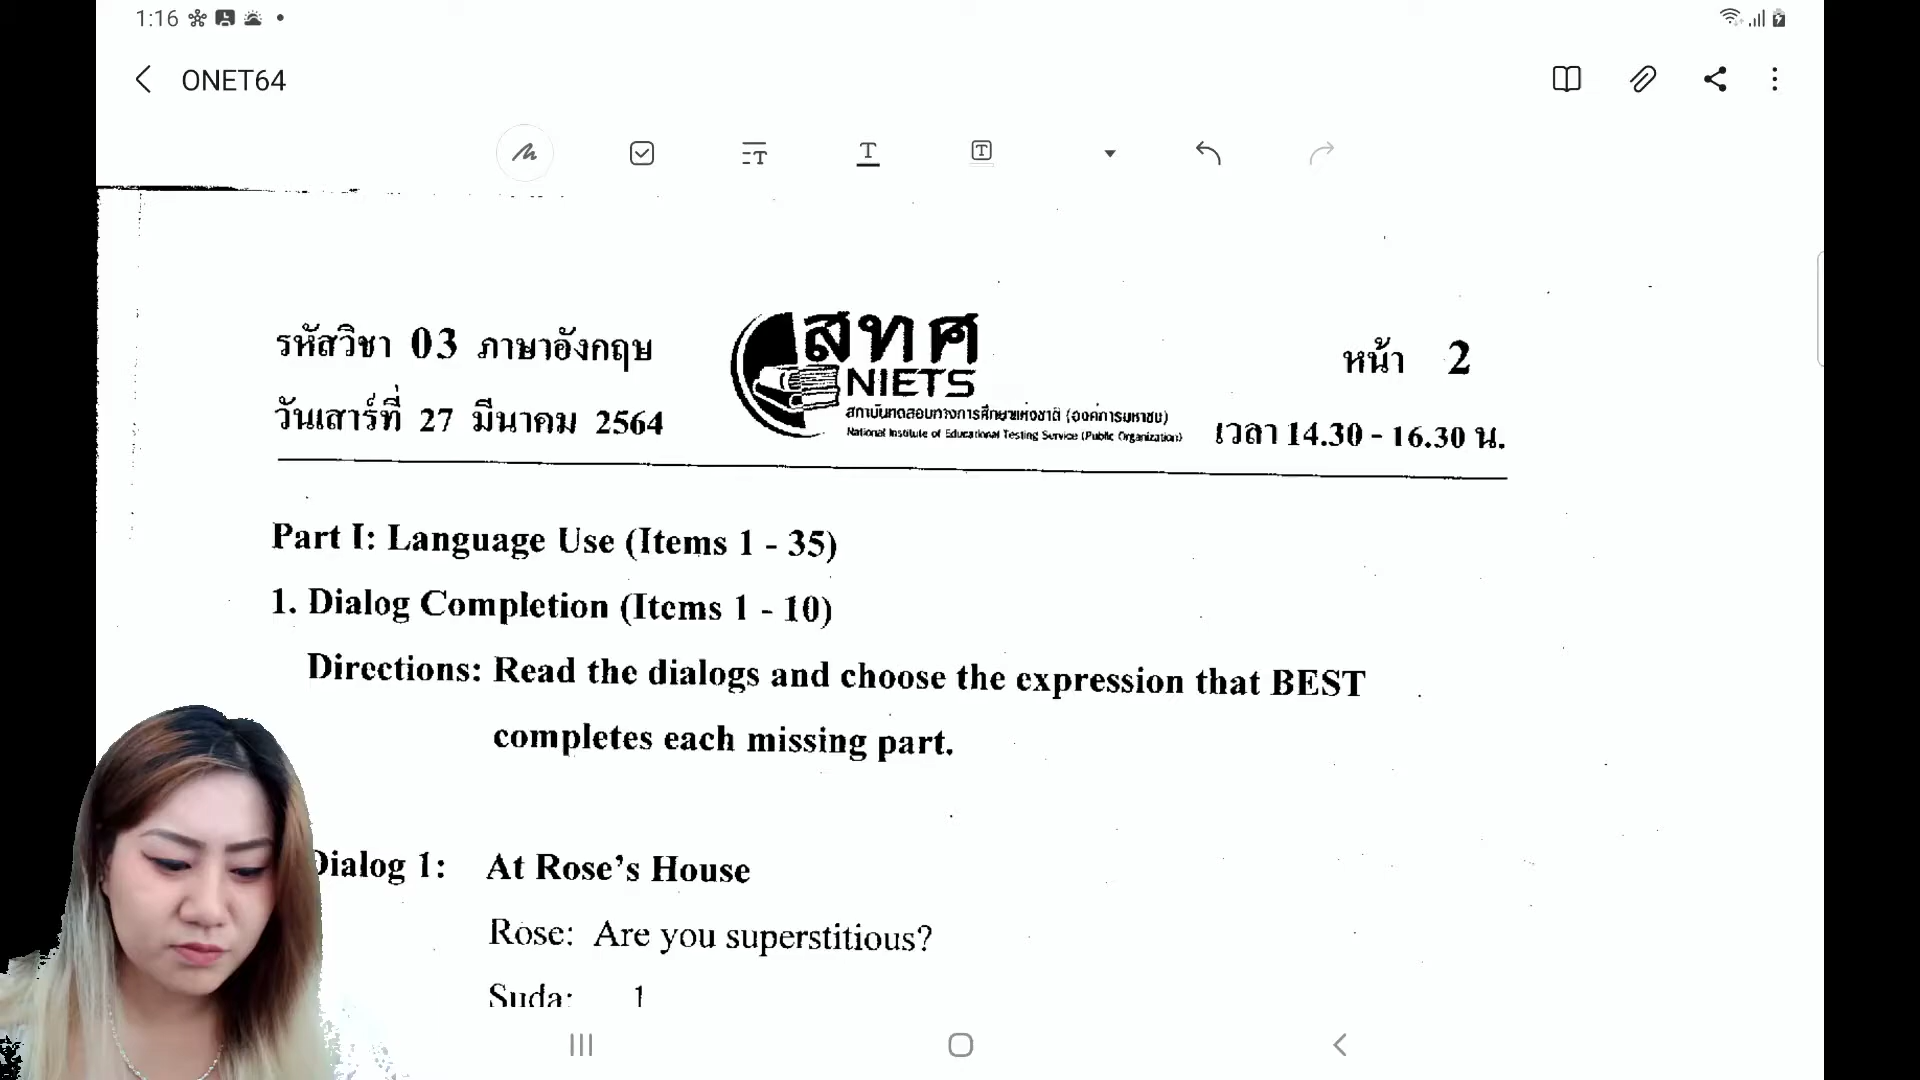 1:16
ONET64
รหัสวิชา 03 ภาษาอังกฤษ
วันเสาร์ที่ 27 มีนาคม 2564
สทศ
NIETS
สถาบันทดสอบทางการศึกษาแห่งชาติ (องค์การมหาชน)
National Institute of Educational Testing Service (Public Organization)
หน้า 2
เวลา 14.30 - 16.30 น.
Part I: Language Use (Items 1 - 35)
1. Dialog Completion (Items 1 - 10)
Directions: Read the dialogs and choose the expression that BEST
completes each missing part.
Dialog 1: At Rose's House
Rose: Are you superstitious?
Suda: 1